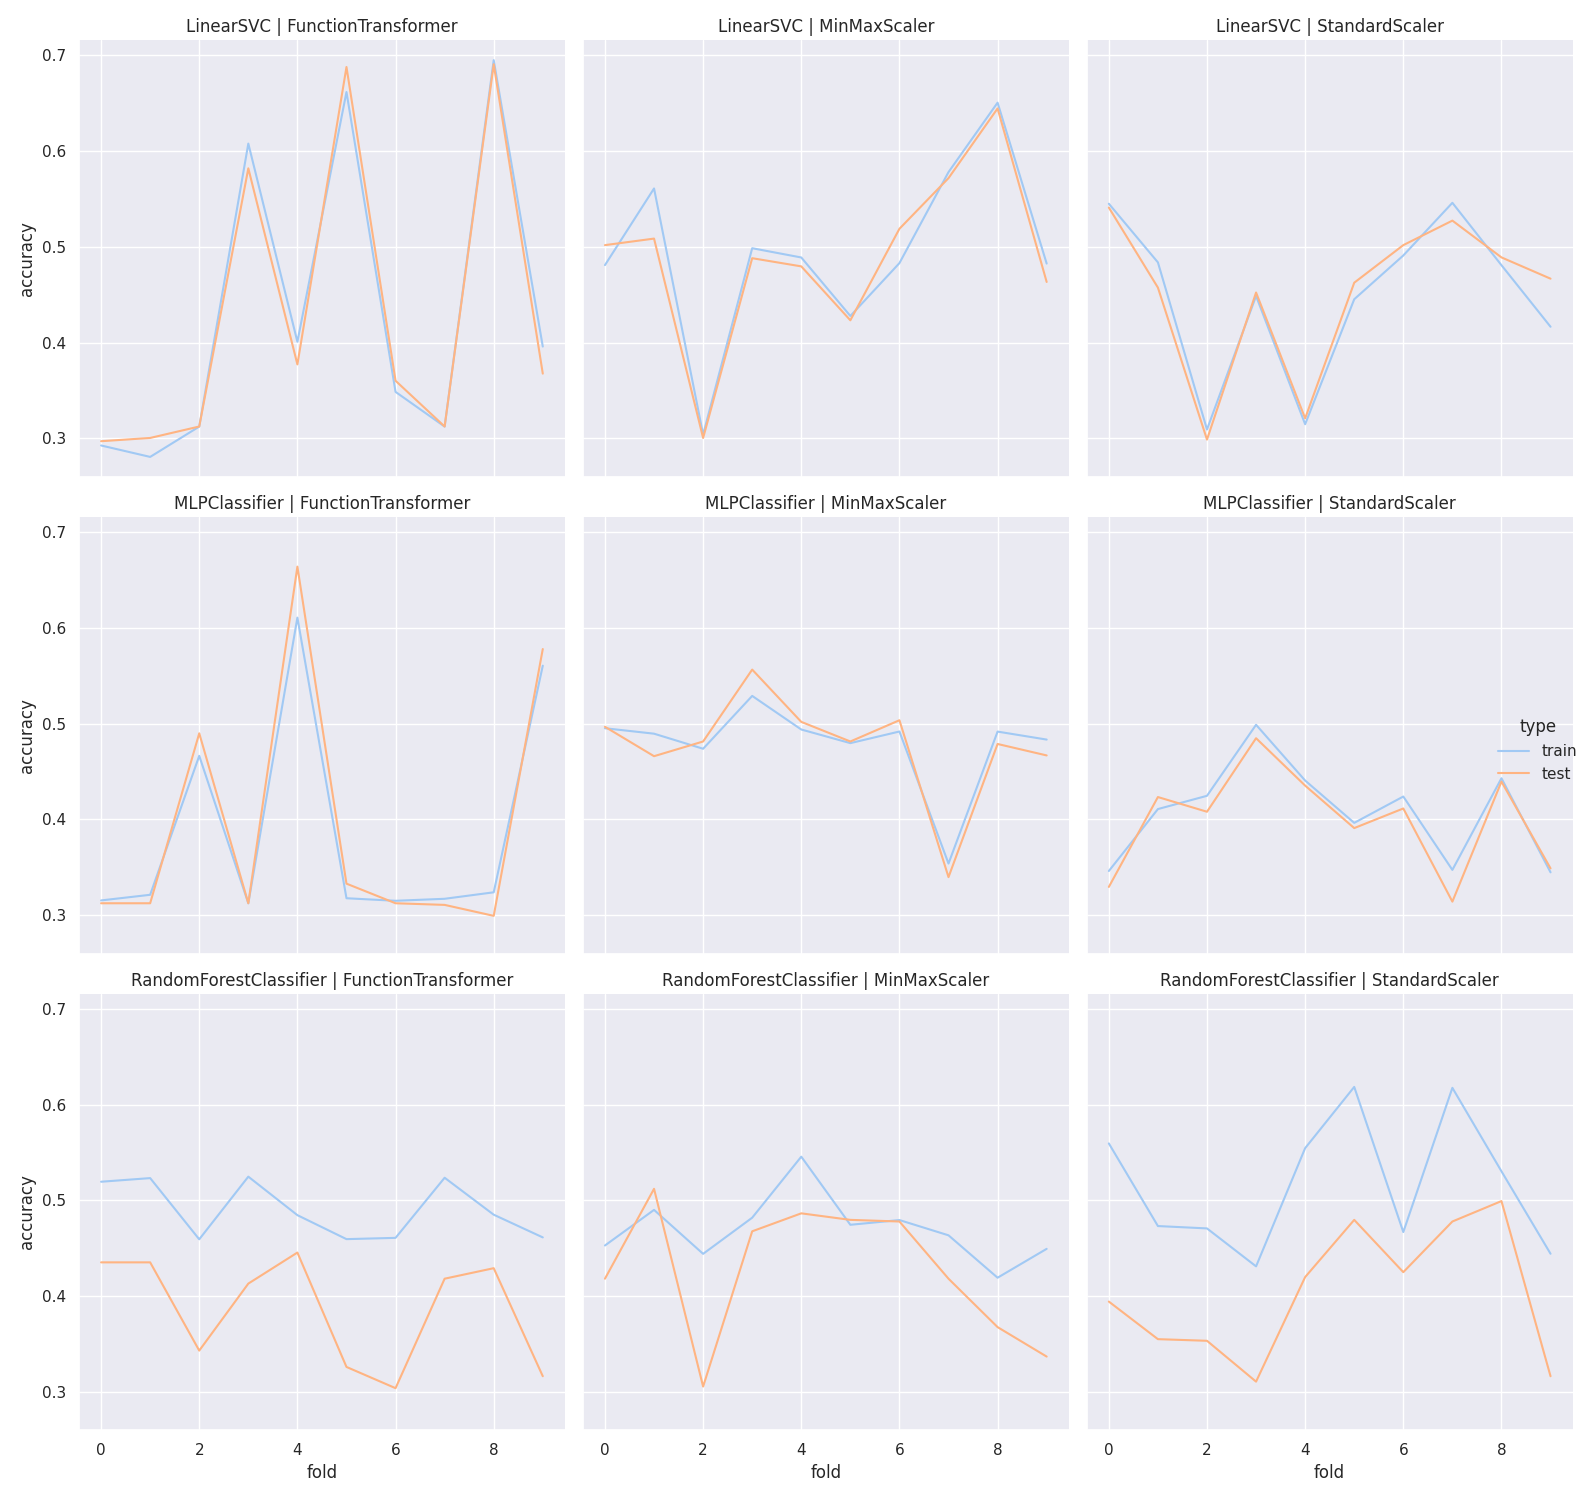 LinearSVC | FunctionTransformer
LinearSVC | MinMaxScaler
LinearSVC | StandardScaler
0.7
0.6
0.5
0.4
0.3
accuracy
MLPClassifier | FunctionTransformer
MLPClassifier | MinMaxScaler
MLPClassifier | StandardScaler
0.7
0.6
0.5
0.4
0.3
accuracy
type
train
test
RandomForestClassifier | FunctionTransformer
RandomForestClassifier | MinMaxScaler
RandomForestClassifier | StandardScaler
0.7
0.6
0.5
0.4
0.3
accuracy
0 2 4 6 8
0 2 4 6 8
0 2 4 6 8
fold
fold
fold